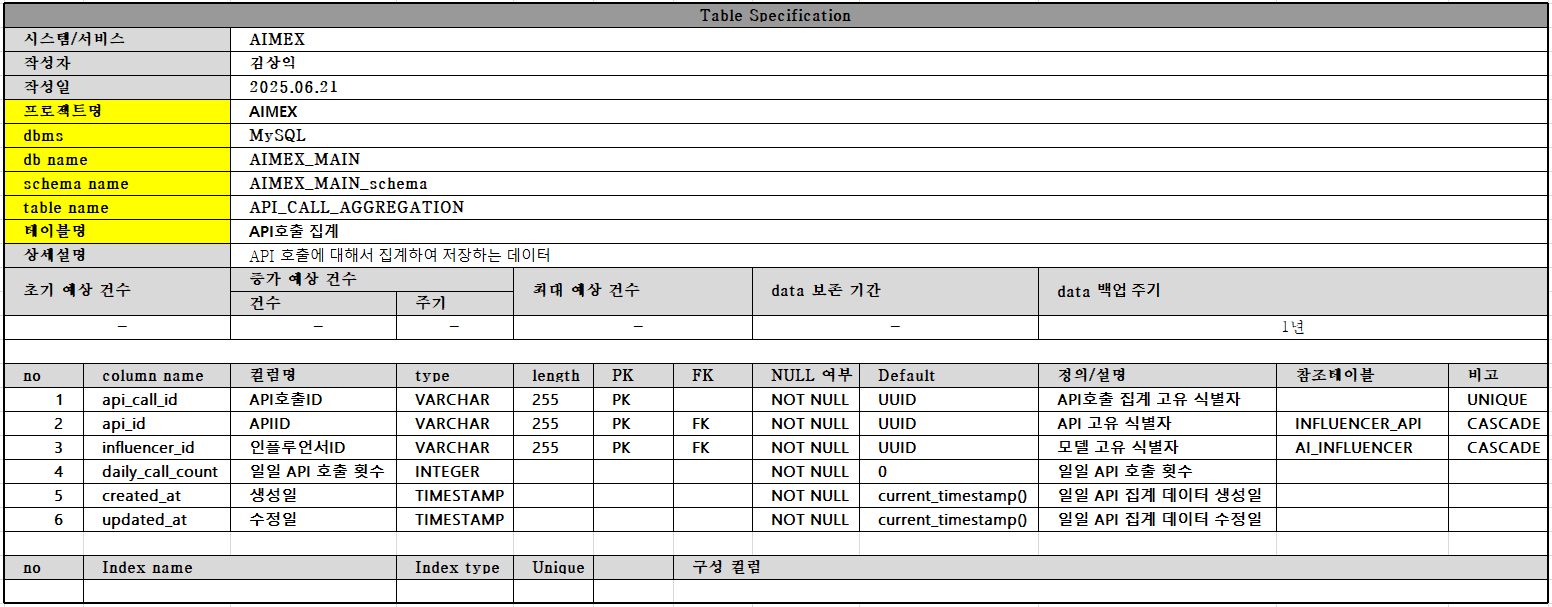 Table Specification
시스템/서비스 AIMEX
작성자 김상익
작성일 2025.06.21
프로젝트명 AIMEX
dbms MySQL
db name AIMEX_MAIN
schema name AIMEX_MAIN_schema
table name API_CALL_AGGREGATION
테이블명 API호출 집계
상세설명 API 호출에 대해서 집계하여 저장하는 데이터
초기 예상 건수 증가 예상 건수 최대 예상 건수 data 보존 기간 data 백업 주기
건수 주기
- - - - - 1년
no column name 컬럼명 type length PK FK NULL 여부 Default 정의/설명 참조테이블 비고
1 api_call_id API호출ID VARCHAR 255 PK NOT NULL UUID API호출 집계 고유 식별자 UNIQUE
2 api_id APIID VARCHAR 255 PK FK NOT NULL UUID API 고유 식별자 INFLUENCER_API CASCADE
3 influencer_id 인플루언서ID VARCHAR 255 PK FK NOT NULL UUID 모델 고유 식별자 AI_INFLUENCER CASCADE
4 daily_call_count 일일 API 호출 횟수 INTEGER NOT NULL 0 일일 API 호출 횟수
5 created_at 생성일 TIMESTAMP NOT NULL current_timestamp() 일일 API 집계 데이터 생성일
6 updated_at 수정일 TIMESTAMP NOT NULL current_timestamp() 일일 API 집계 데이터 수정일
no Index name Index type Unique 구성 컬럼